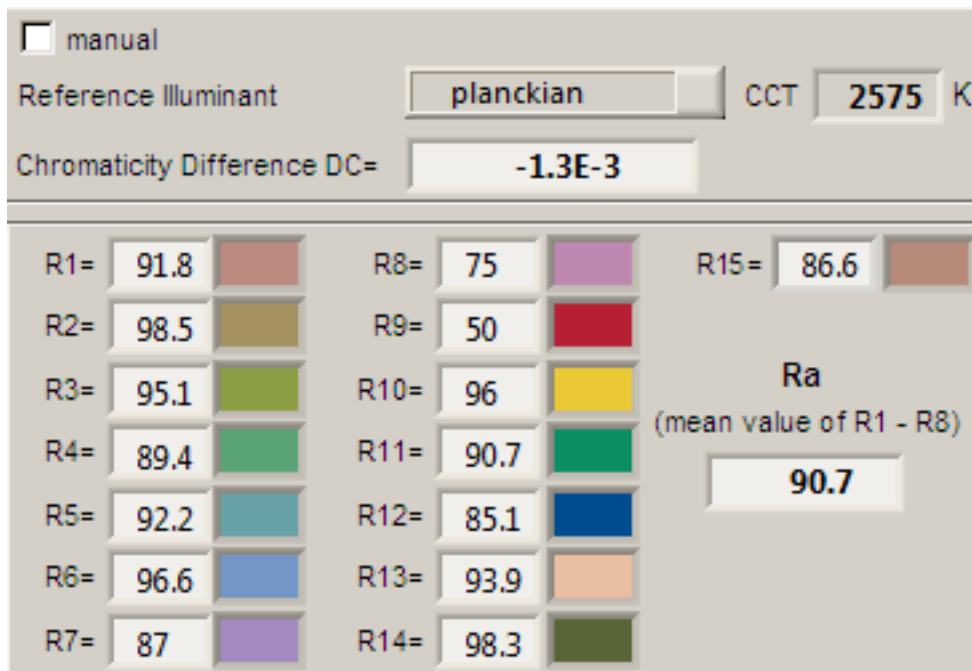 manual
Reference Illuminant planckian CCT 2575 K
Chromaticity Difference DC= -1.3E-3
R1= 91.8 R8= 75 R15= 86.6
R2= 98.5 R9= 50
R3= 95.1 R10= 96 Ra
(mean value of R1 - R8)
R4= 89.4 R11= 90.7
90.7
R5= 92.2 R12= 85.1
R6= 96.6 R13= 93.9
R7= 87 R14= 98.3